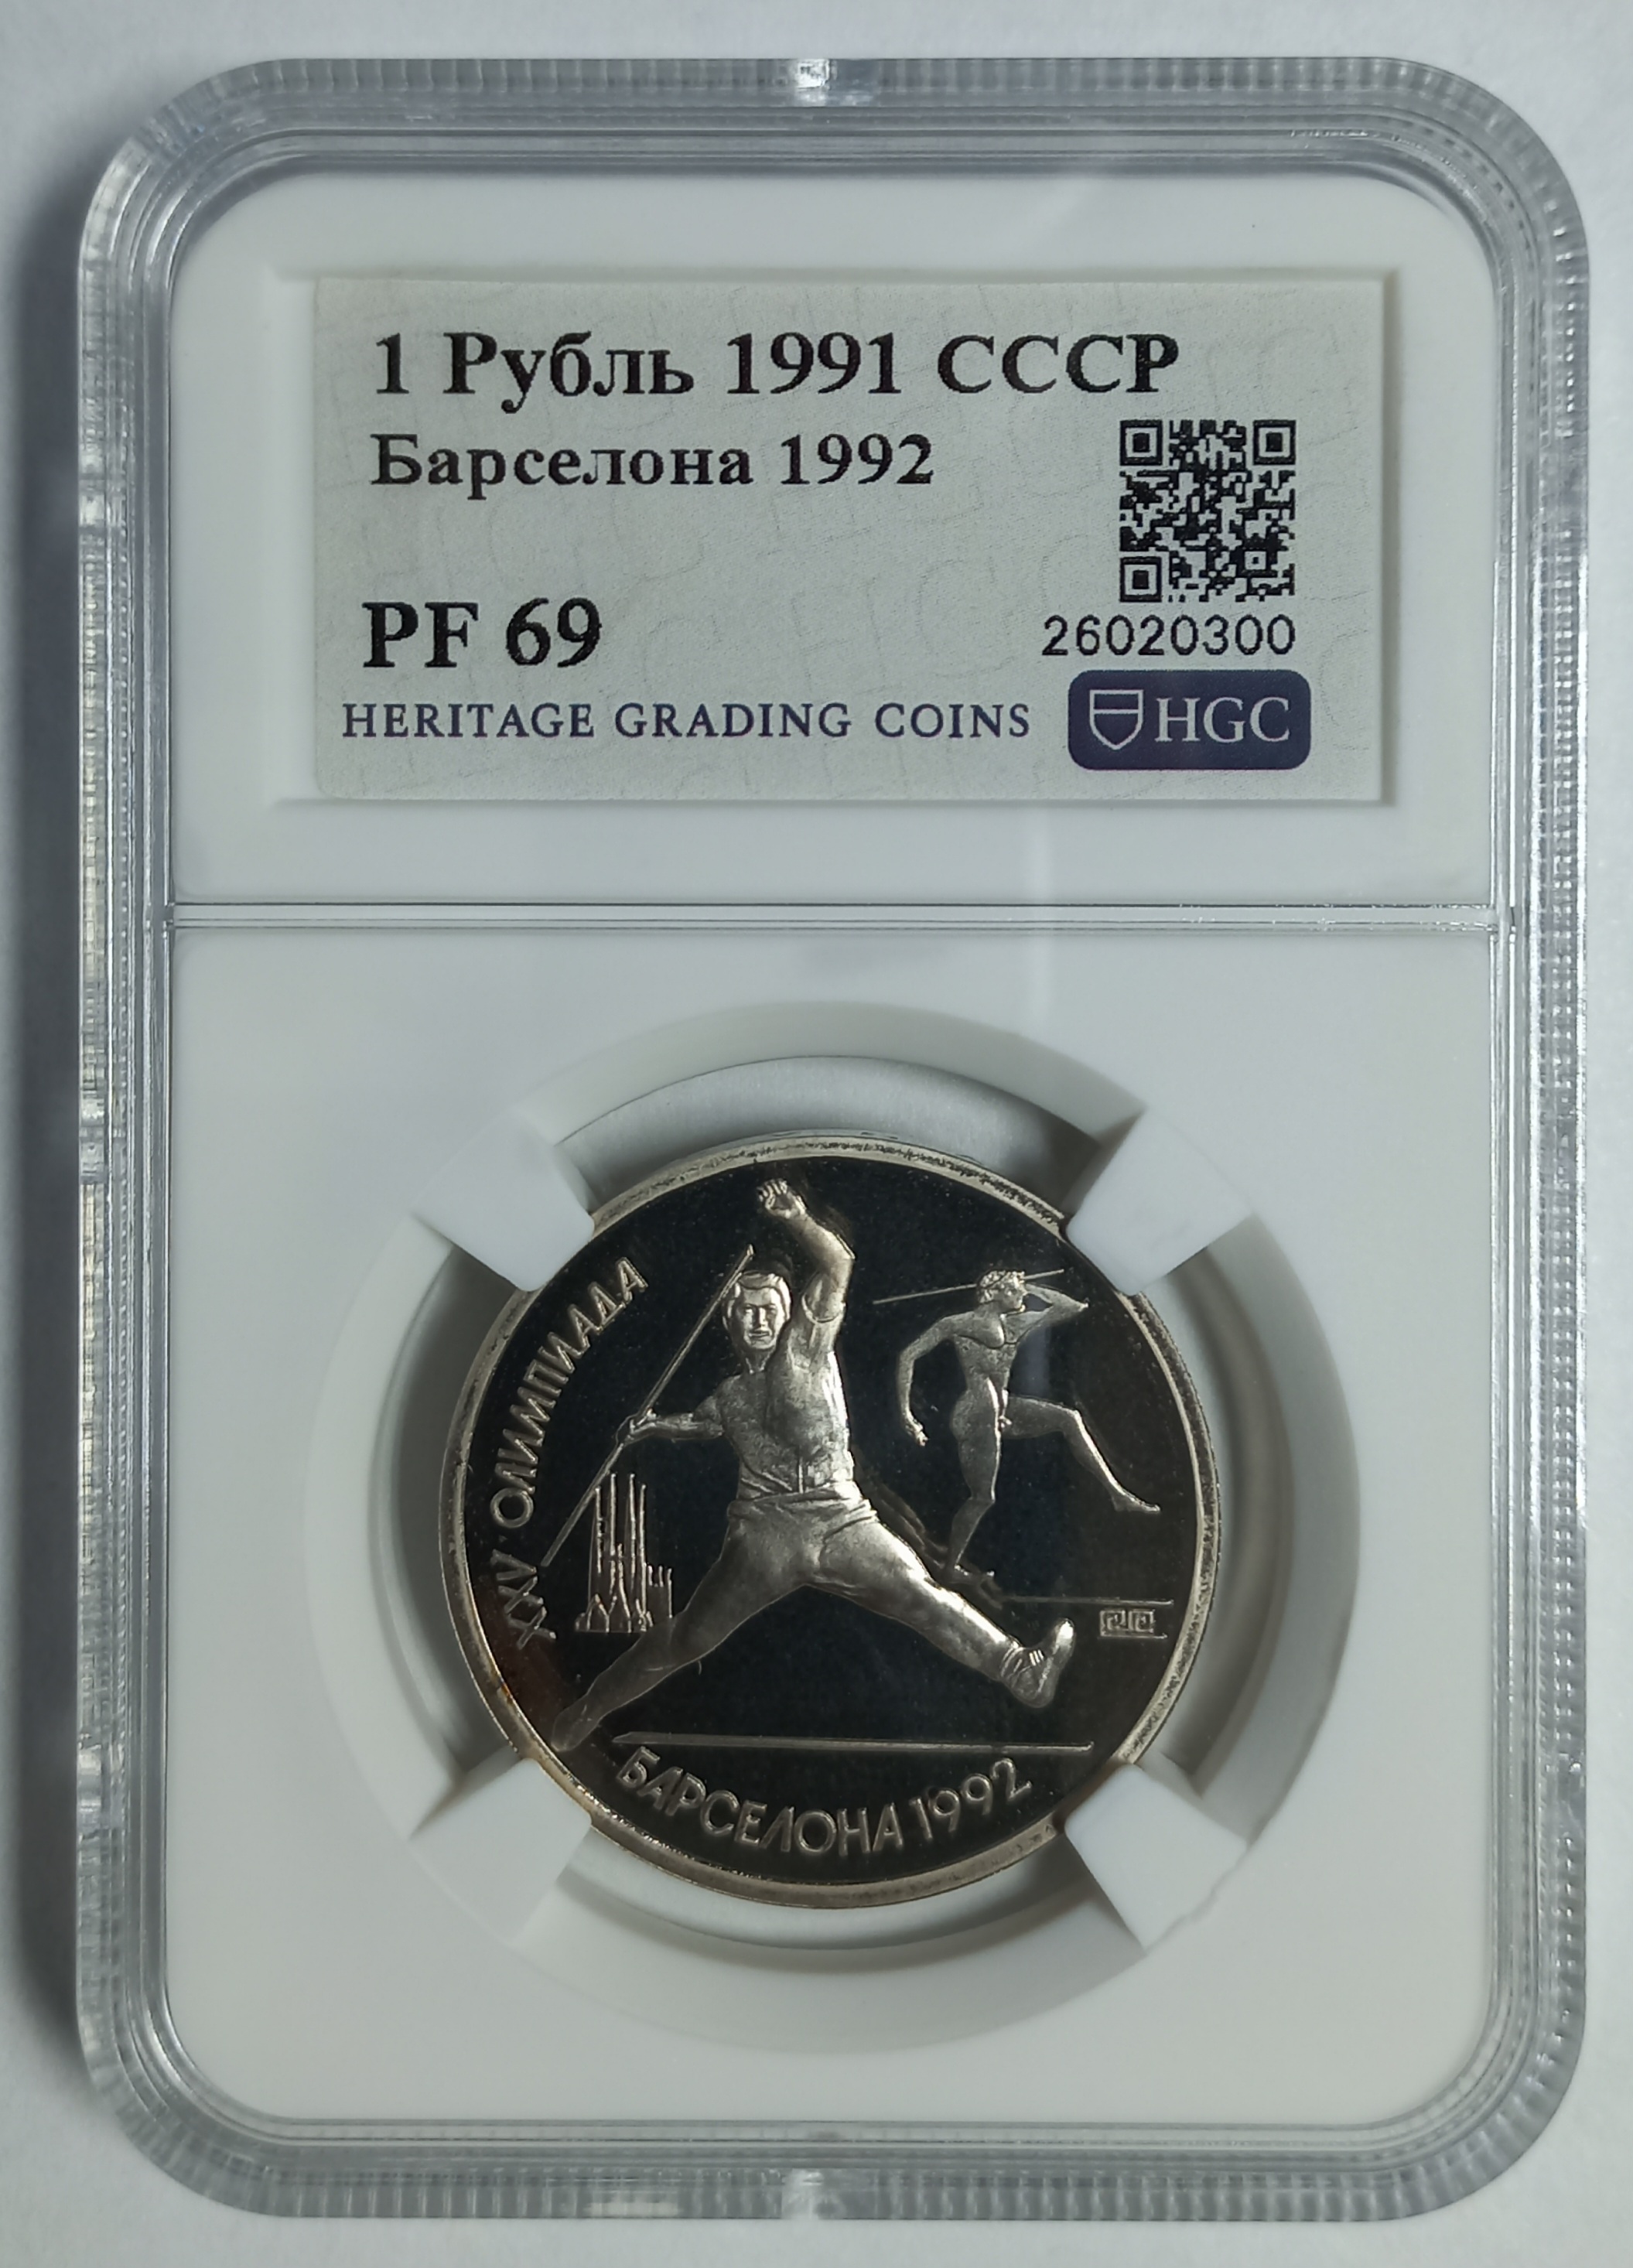 1 Рубль 1991 СССР
Барселона 1992
PF 69
26020300
HERITAGE GRADING COINS
HGC
XXV ОЛИМПИАДА
БАРСЕЛОНА 1992